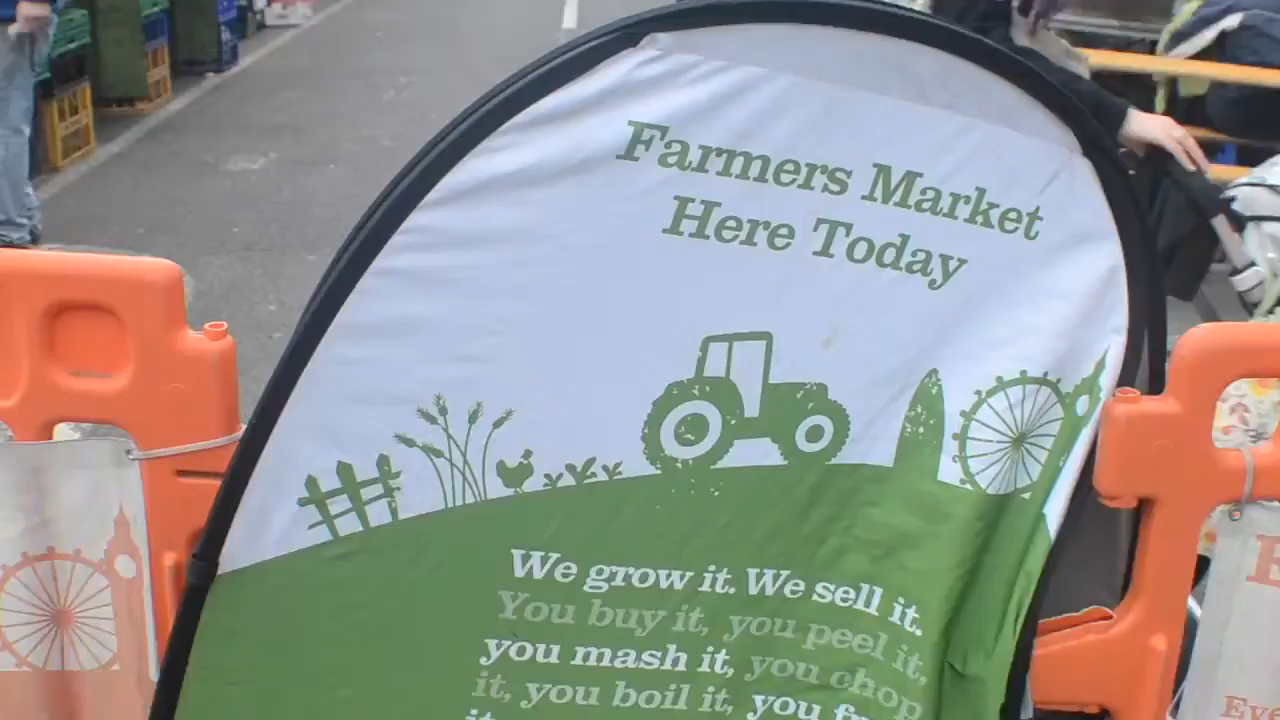 Farmers Market
Here Today
We grow it. We sell it.
You buy it, you peel it,
you mash it, you chop
it, you boil it, you